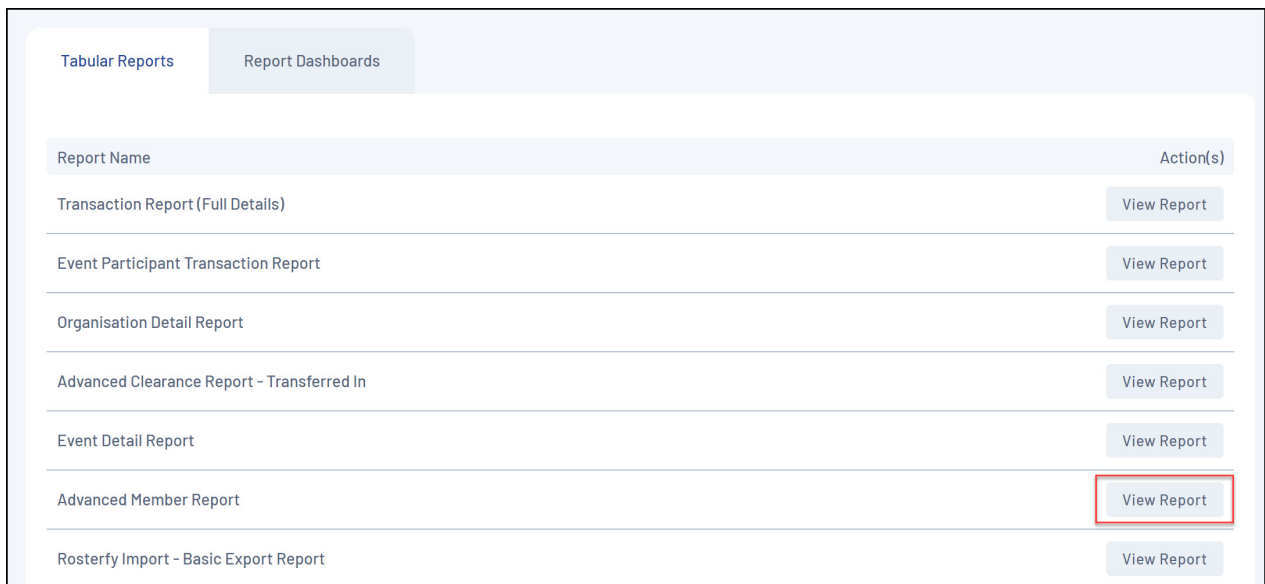 Tabular Reports
Report Dashboards
Report Name
Action(s)
Transaction Report (Full Details)
View Report
Event Participant Transaction Report
View Report
Organisation Detail Report
View Report
Advanced Clearance Report - Transferred In
View Report
Event Detail Report
View Report
Advanced Member Report
View Report
Rosterfy Import - Basic Export Report
View Report